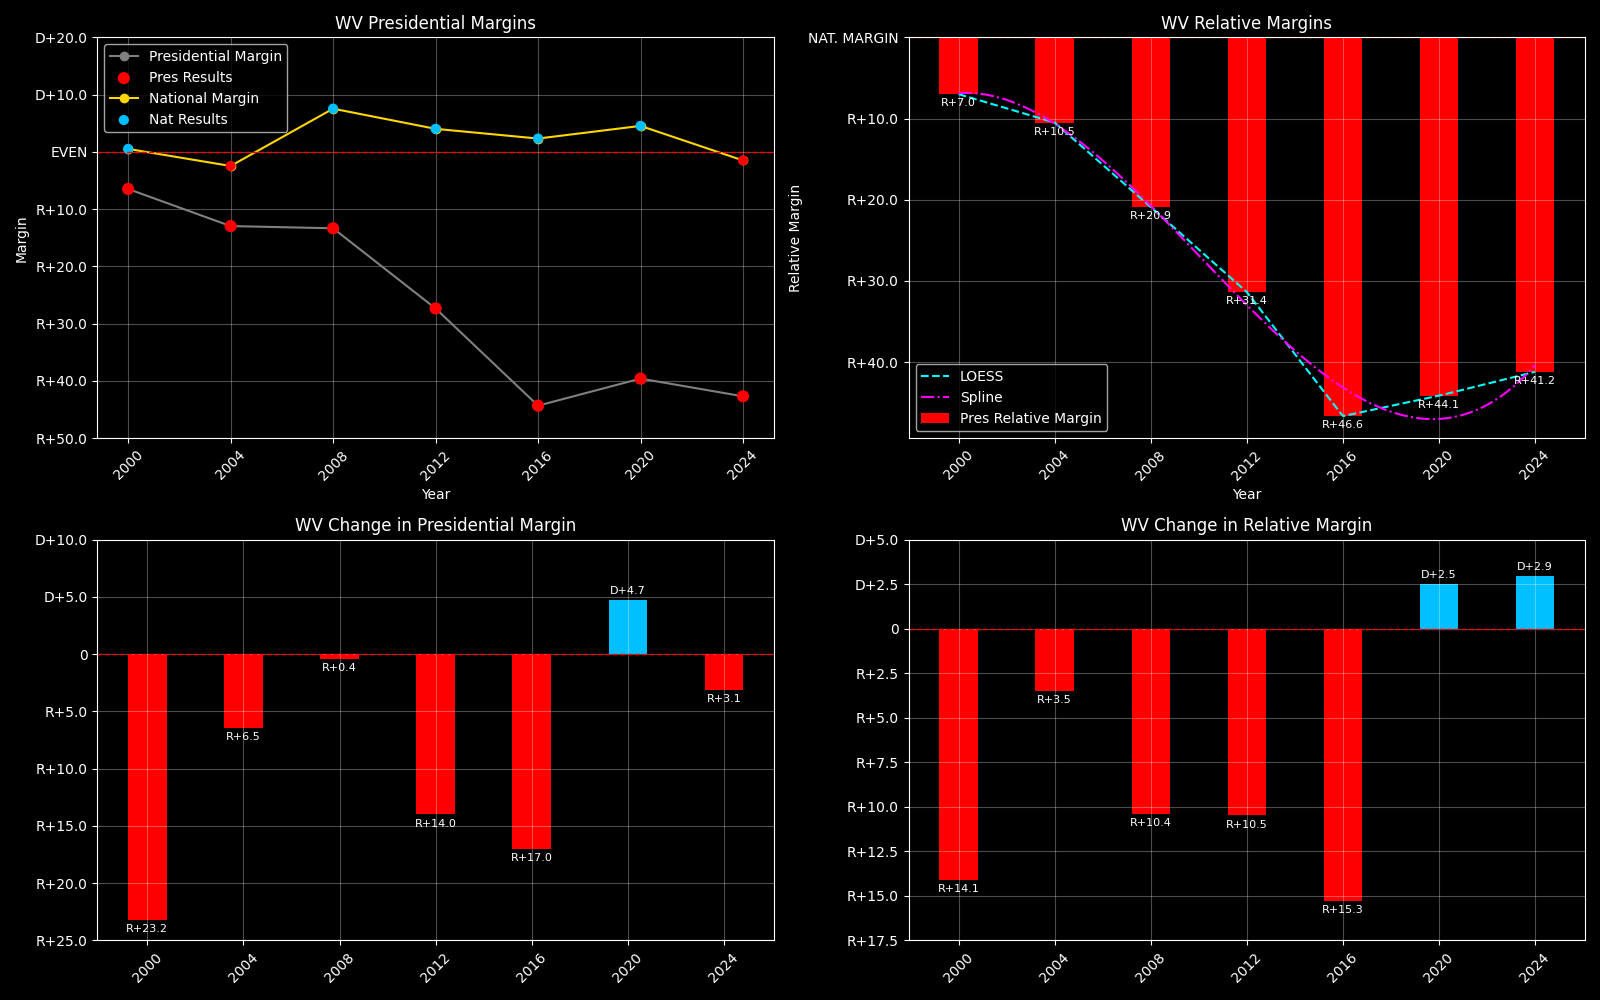 WV Presidential Margins
D+20.0
D+10.0
EVEN
R+10.0
R+20.0
R+30.0
R+40.0
R+50.0
Margin
Presidential Margin
Pres Results
National Margin
Nat Results
2000
2004
2008
2012
2016
2020
2024
Year
WV Relative Margins
NAT. MARGIN
R+10.0
R+20.0
R+30.0
R+40.0
Relative Margin
R+7.0
R+10.5
R+20.9
R+31.4
R+46.6
R+44.1
R+41.2
LOESS
Spline
Pres Relative Margin
2000
2004
2008
2012
2016
2020
2024
Year
WV Change in Presidential Margin
D+10.0
D+5.0
0
R+5.0
R+10.0
R+15.0
R+20.0
R+25.0
R+23.2
R+6.5
R+0.4
R+14.0
R+17.0
D+4.7
R+3.1
2000
2004
2008
2012
2016
2020
2024
WV Change in Relative Margin
D+5.0
D+2.5
0
R+2.5
R+5.0
R+7.5
R+10.0
R+12.5
R+15.0
R+17.5
R+14.1
R+3.5
R+10.4
R+10.5
R+15.3
D+2.5
D+2.9
2000
2004
2008
2012
2016
2020
2024